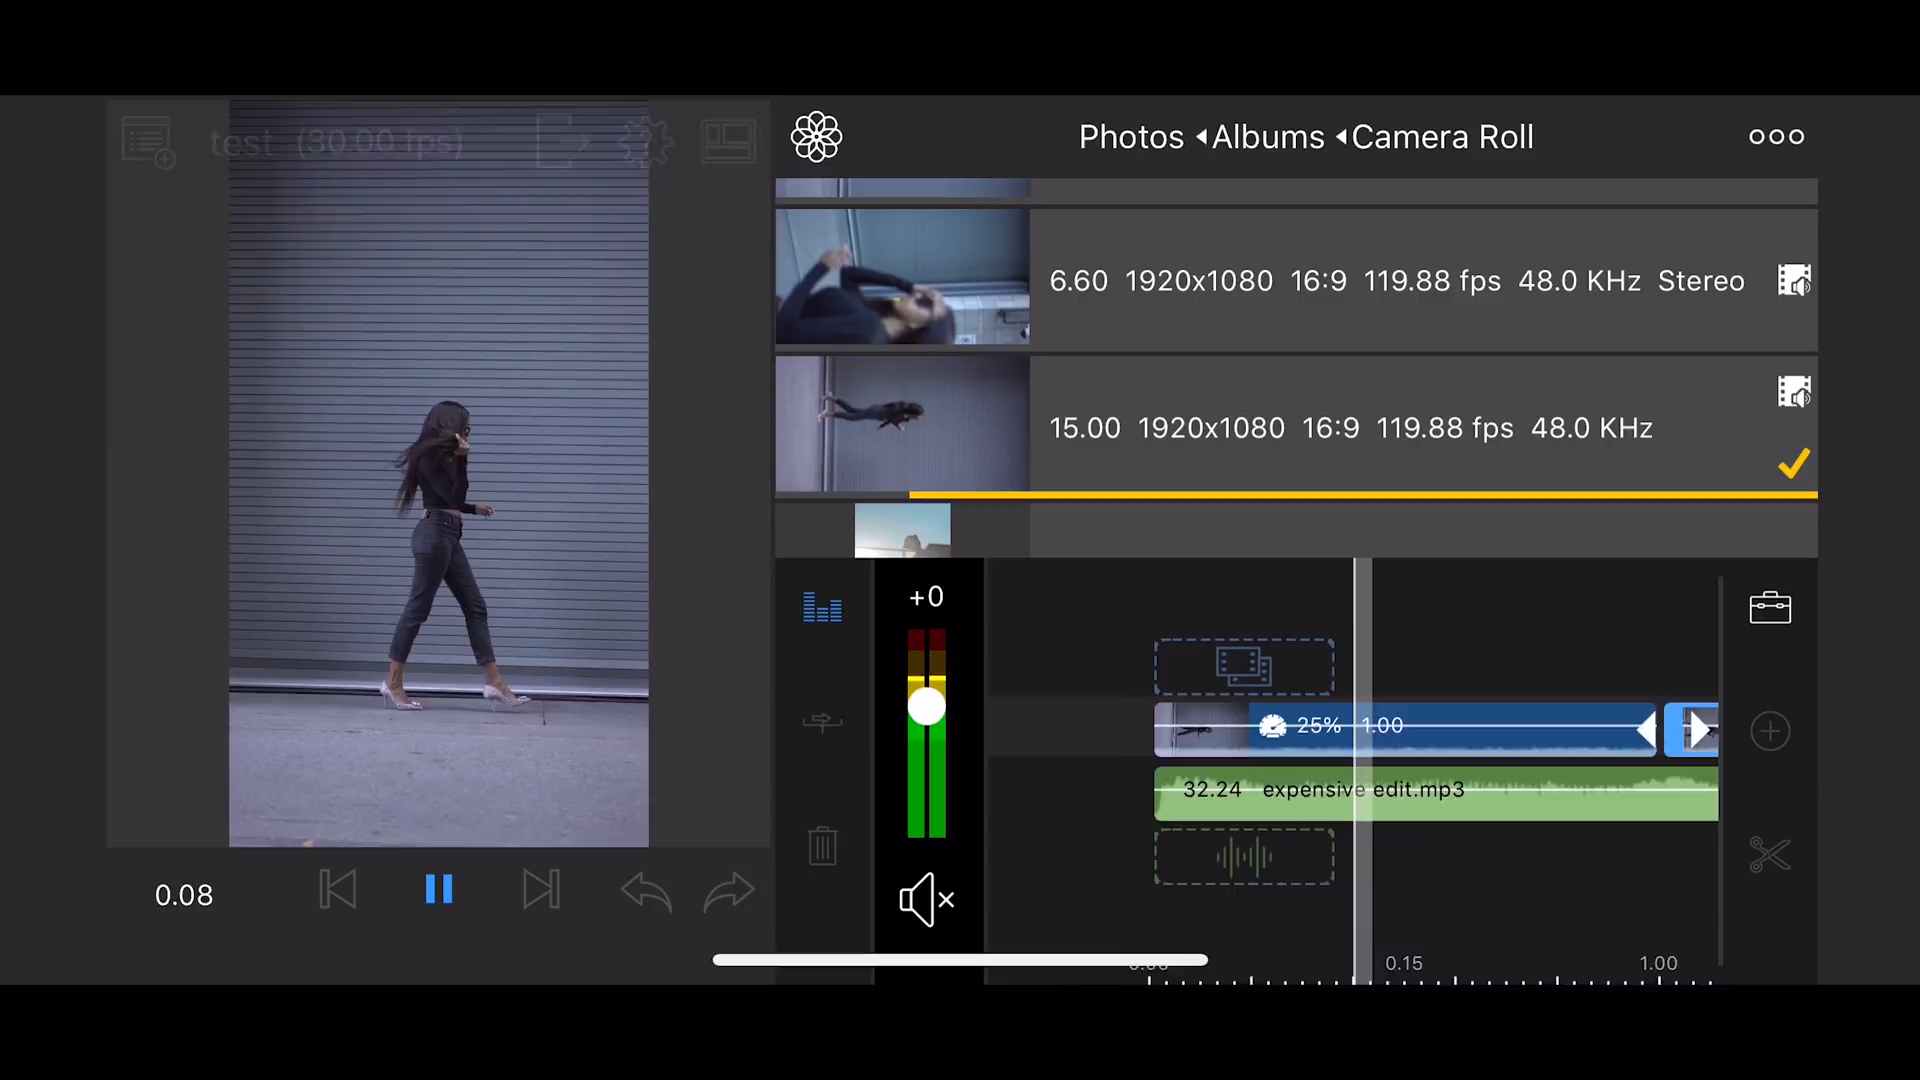 test (30.00 fps)
Photos Albums Camera Roll
6.60 1920x1080 16:9 119.88 fps 48.0 KHz Stereo
15.00 1920x1080 16:9 119.88 fps 48.0 KHz
+0
25% 1.00
32.24 expensive edit.mp3
0.08
0.15
1.00